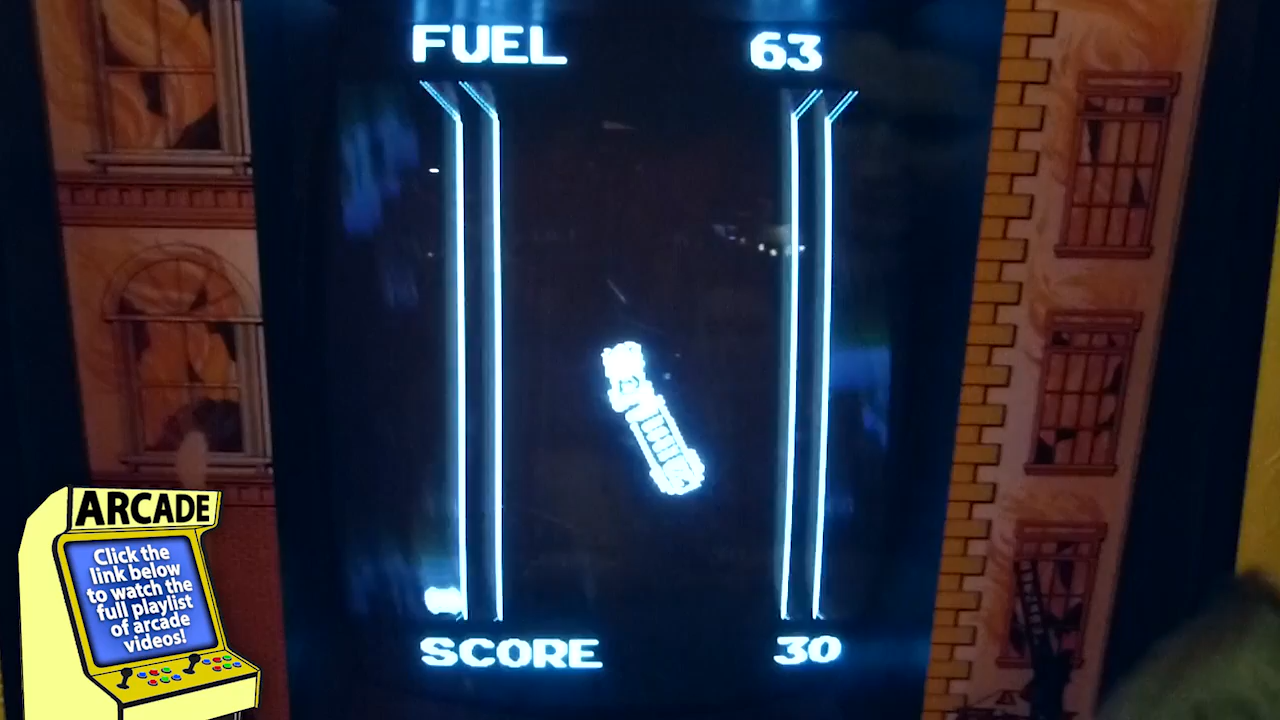 FUEL 63
SCORE 30
ARCADE
Click the
link below
to watch the
full playlist
of arcade
videos!